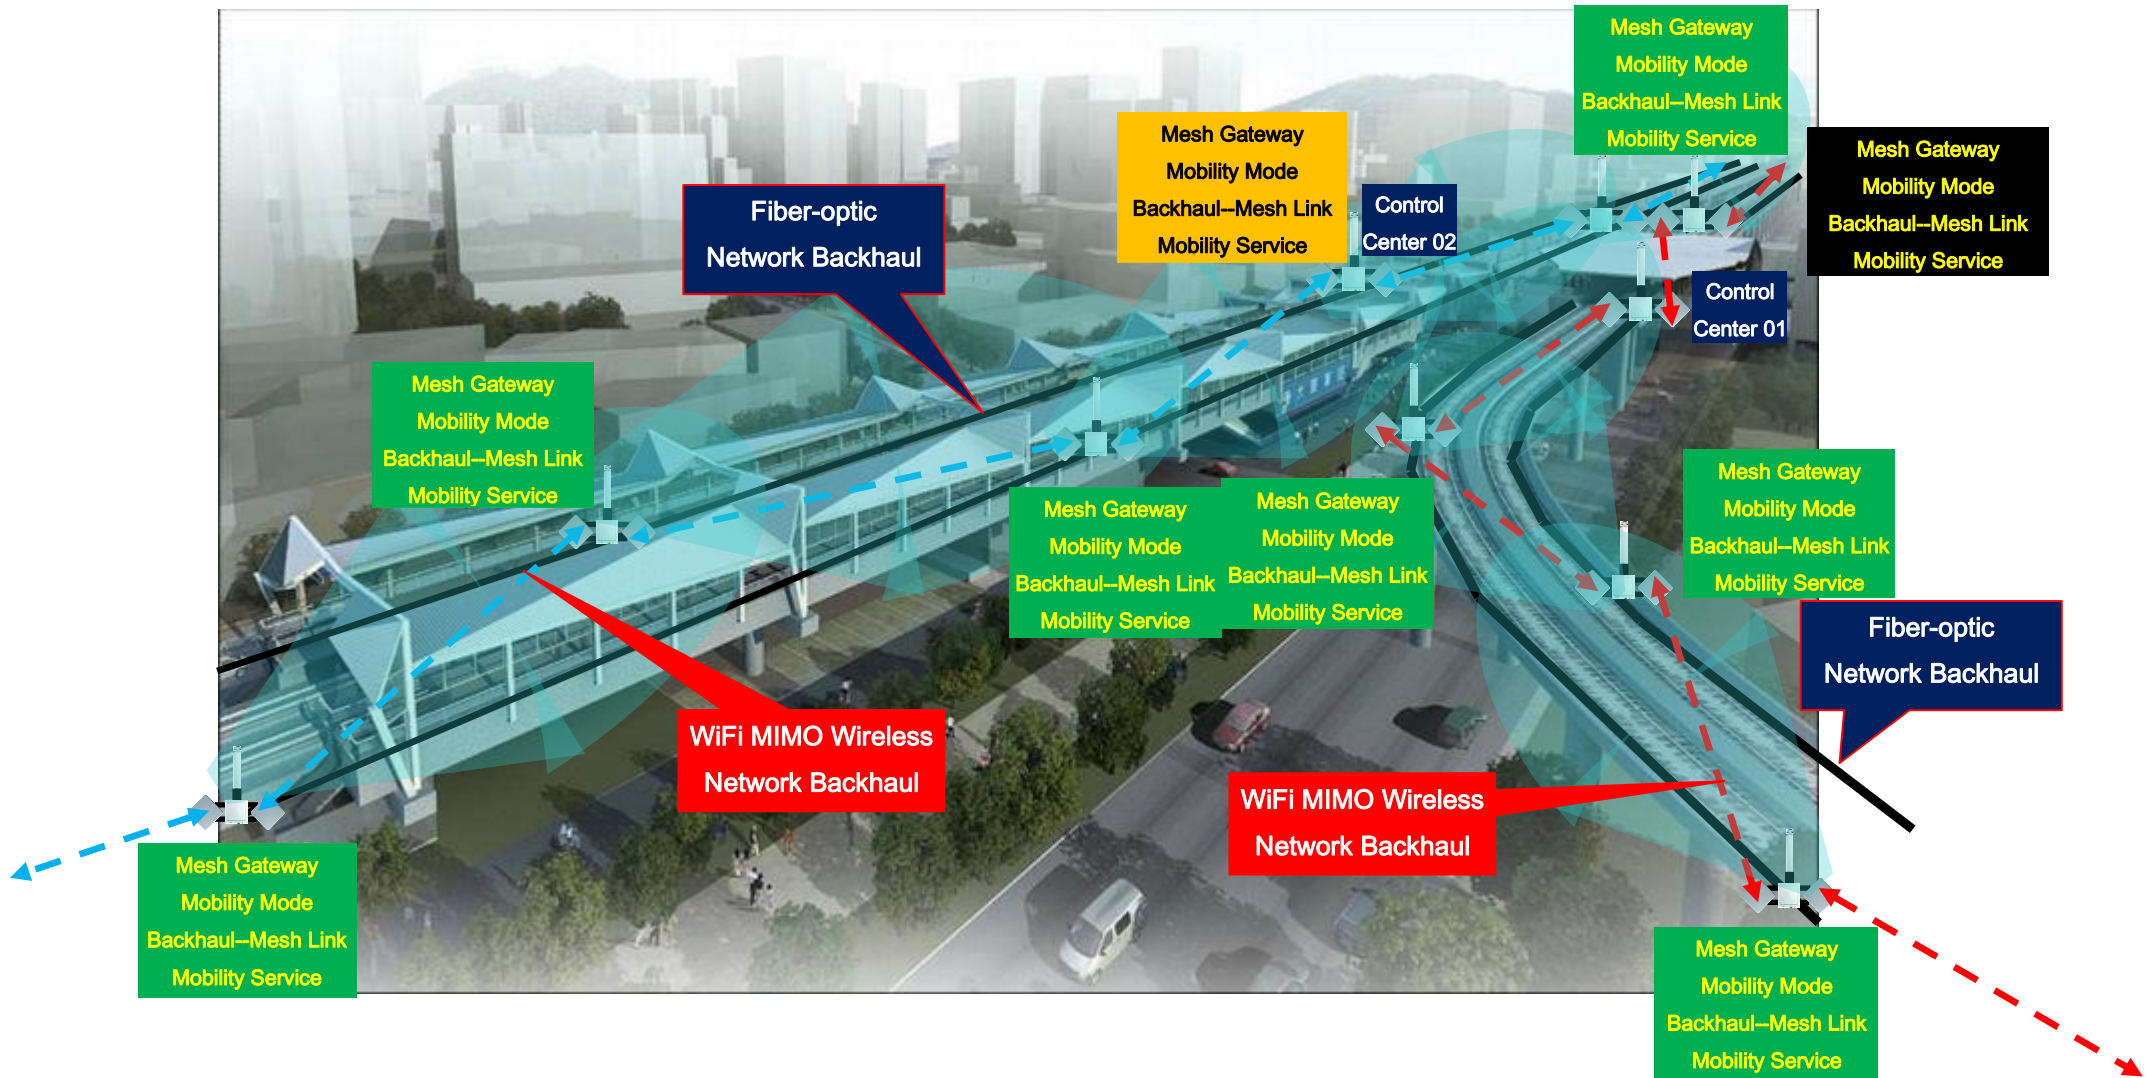 Mesh Gateway
Mobility Mode
Backhaul--Mesh Link
Mobility Service
Mesh Gateway
Mobility Mode
Backhaul--Mesh Link
Mobility Service
Mesh Gateway
Mobility Mode
Backhaul--Mesh Link
Mobility Service
Control
Center 02
Fiber-optic
Network Backhaul
Control
Center 01
Mesh Gateway
Mobility Mode
Backhaul--Mesh Link
Mobility Service
Mesh Gateway
Mobility Mode
Backhaul--Mesh Link
Mobility Service
Mesh Gateway
Mobility Mode
Backhaul--Mesh Link
Mobility Service
Mesh Gateway
Mobility Mode
Backhaul--Mesh Link
Mobility Service
Fiber-optic
Network Backhaul
WiFi MIMO Wireless
Network Backhaul
WiFi MIMO Wireless
Network Backhaul
Mesh Gateway
Mobility Mode
Backhaul--Mesh Link
Mobility Service
Mesh Gateway
Mobility Mode
Backhaul--Mesh Link
Mobility Service